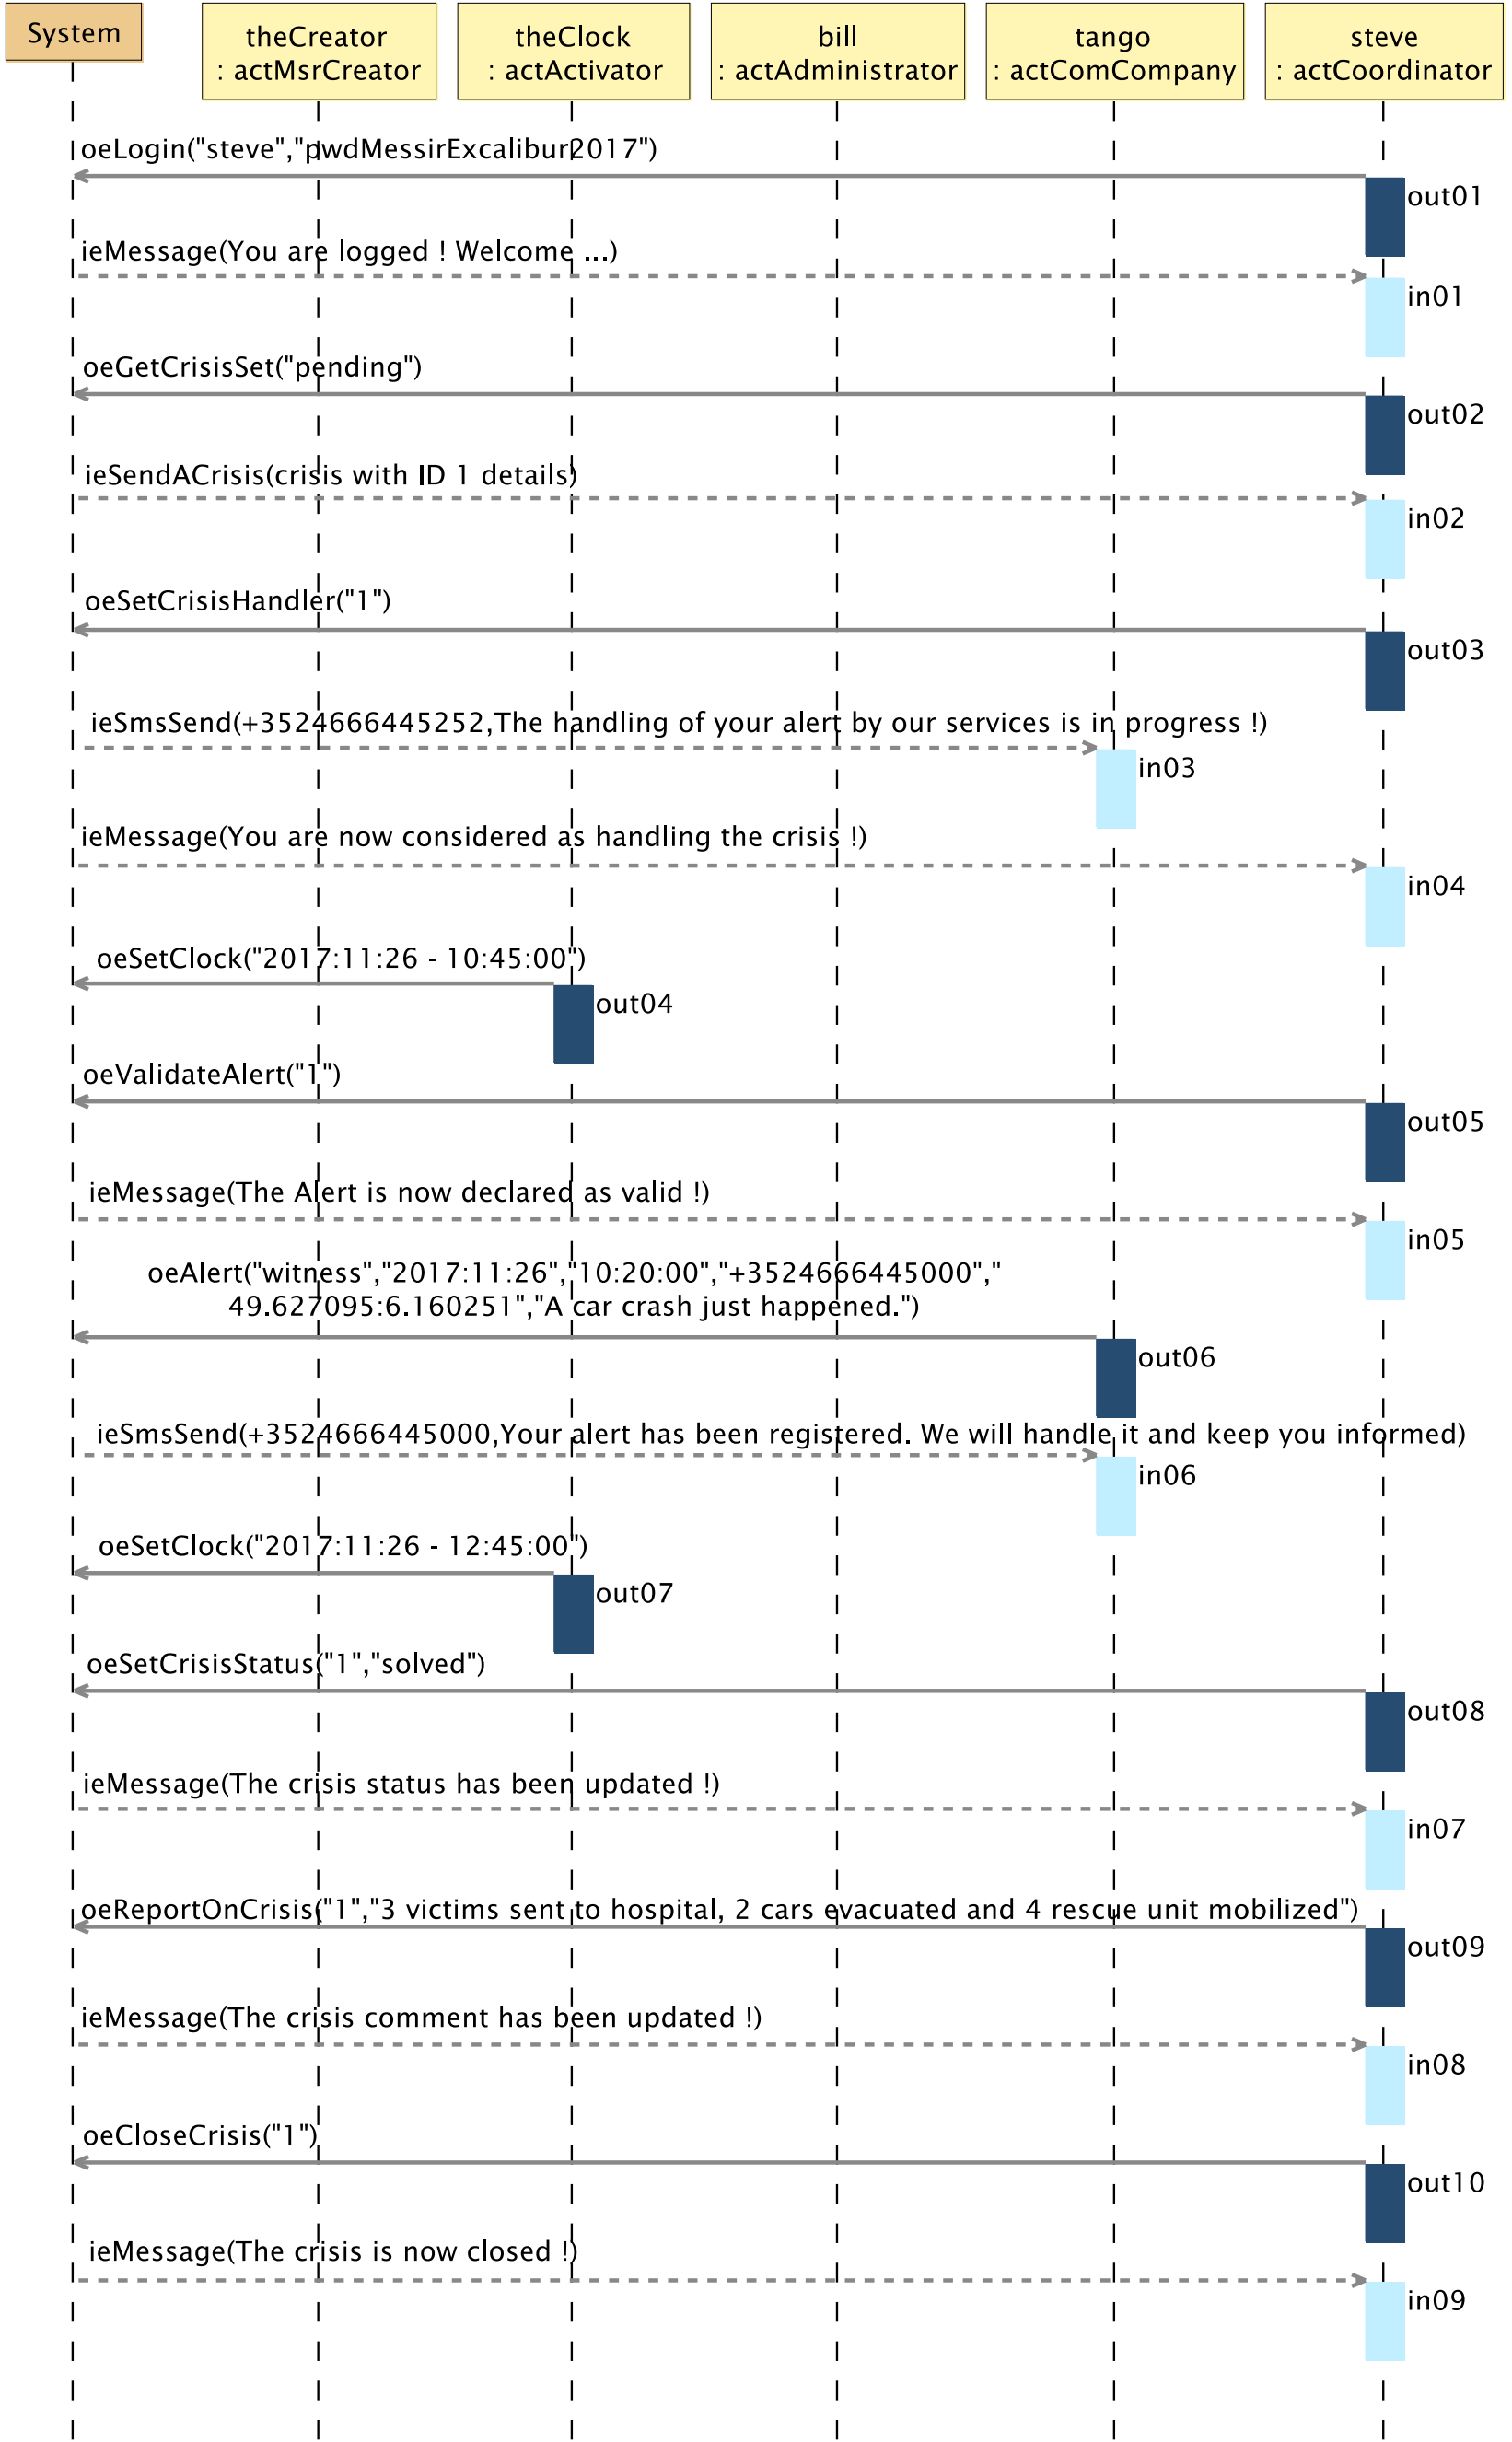 System
theCreator
: actMsrCreator
theClock
: actActivator
bill
: actAdministrator
tango
: actComCompany
steve
: actCoordinator
oeLogin("steve","pwdMessirExcalibur2017")
out01
ieMessage(You are logged ! Welcome ...)
in01
oeGetCrisisSet("pending")
out02
ieSendACrisis(crisis with ID 1 details)
in02
oeSetCrisisHandler("1")
out03
ieSmsSend(+3524666445252,The handling of your alert by our services is in progress !)
in03
ieMessage(You are now considered as handling the crisis !)
in04
oeSetClock("2017:11:26 - 10:45:00")
out04
oeValidateAlert("1")
out05
ieMessage(The Alert is now declared as valid !)
in05
oeAlert("witness","2017:11:26","10:20:00","+3524666445000","
49.627095:6.160251","A car crash just happened.")
out06
ieSmsSend(+3524666445000,Your alert has been registered. We will handle it and keep you informed)
in06
oeSetClock("2017:11:26 - 12:45:00")
out07
oeSetCrisisStatus("1","solved")
out08
ieMessage(The crisis status has been updated !)
in07
oeReportOnCrisis("1","3 victims sent to hospital, 2 cars evacuated and 4 rescue unit mobilized")
out09
ieMessage(The crisis comment has been updated !)
in08
oeCloseCrisis("1")
out10
ieMessage(The crisis is now closed !)
in09